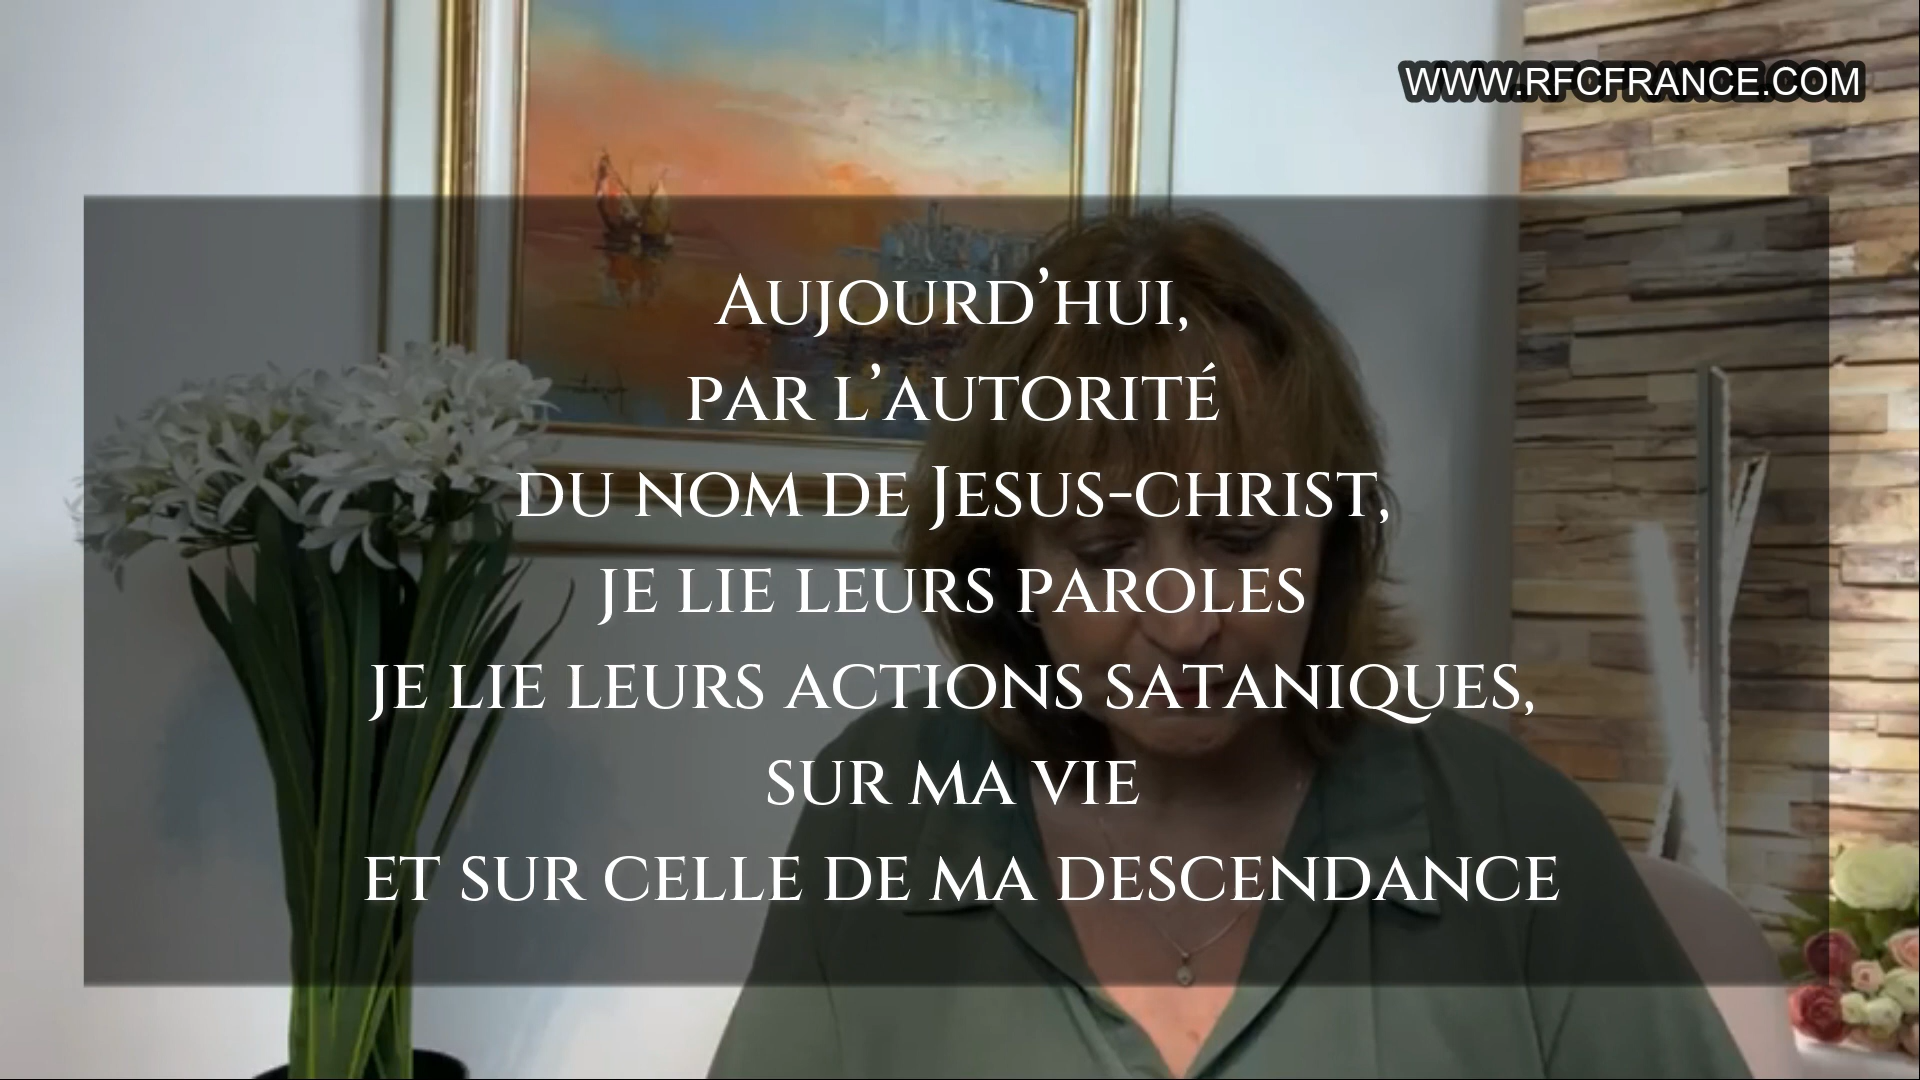 WWW.RFCFRANCE.COM
Aujourd’hui,
par l’autorité
du nom de Jesus-christ,
je lie leurs paroles
je lie leurs actions sataniques,
sur ma vie
et sur celle de ma descendance